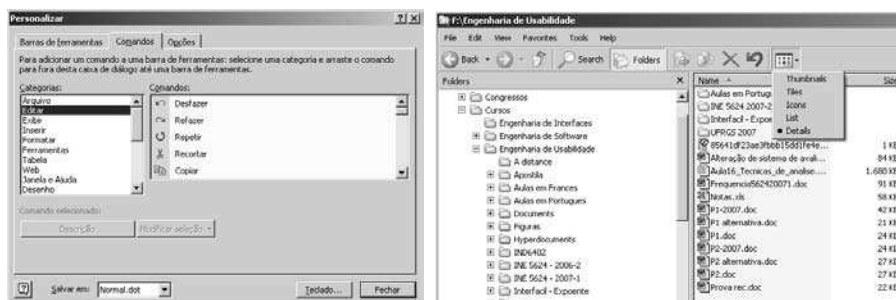 Personalizar
Barras de ferramentas Comandos Opções
Para adicionar um comando a uma barra de ferramentas: selecione uma categoria e arraste o comando
para fora desta caixa de diálogo até uma barra de ferramentas.
Categorias: Comandos:
Arquivo
Editar
Exibir
Inserir
Formatar
Ferramentas
Tabela
Web
Janela e Ajuda
Desenho
Desfazer
Refazer
Repetir
Recortar
Copiar
Comando selecionado:
Descrição Modificar seleção
Salvar em: Normal.dot Teclado... Fechar
F:\Engenharia de Usabilidade
File Edit View Favorites Tools Help
Back Search Folders
Folders
Congressos
Cursos
Engenharia de Interfaces
Engenharia de Software
Engenharia de Usabilidade
A distance
Apostila
Aulas em Frances
Aulas em Portugues
Documents
Figuras
Hyperdocuments
IND6402
INE 5624 - 2006-2
INE 5624 - 2007-1
Interfacil - Expoente
Name Size
Aulas em Portug
INE 5624 2007-2
Interfacil - Expoe
UFRGS 2007
1 KB
Alteração de sistema de avali... 84 KB
Aula16_Tecnicas_de_analise.... 1.680 KB
Frequencia562420071.doc 91 KB
Notas.xls 58 KB
P1-2007.doc 42 KB
P1 alternativa.doc 21 KB
P1.doc 24 KB
P2-2007.doc 24 KB
P2 alternativa.doc 27 KB
P2.doc 27 KB
Prova rec.doc 22 KB
Thumbnails
Tiles
Icons
List
Details